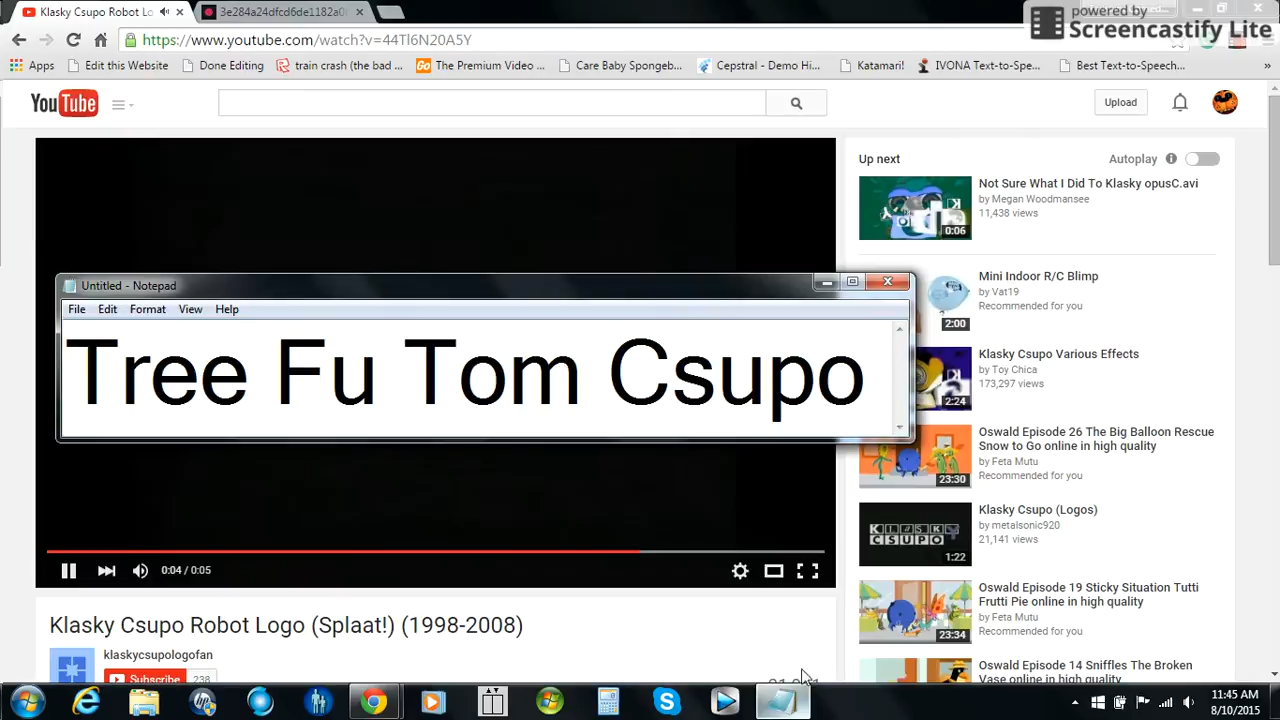 Klasky Csupo Robot Lo
3e284a24dfcd6de1182a0
powered by
Screencastify Lite
https://www.youtube.com/watch?v=44Tl6N20A5Y
Apps
Edit this Website
Done Editing
train crash (the bad ...
Go The Premium Video
Care Baby Spongeb...
Cepstral - Demo Hi...
Katamari!
IVONA Text-to-Spe...
Best Text-to-Speech...
»
YouTube
Upload
Up next
Autoplay
Not Sure What I Did To Klasky opusC.avi
by Megan Woodmansee
11,438 views
0:06
Untitled - Notepad
File Edit Format View Help
Tree Fu Tom Csupo
Mini Indoor R/C Blimp
by Vat19
Recommended for you
2:00
Klasky Csupo Various Effects
by Toy Chica
173,297 views
2:24
Oswald Episode 26 The Big Balloon Rescue
Snow to Go online in high quality
by Feta Mutu
Recommended for you
23:30
Klasky Csupo (Logos)
by metalsonic920
21,141 views
KLASKY
CSUPO
1:22
Oswald Episode 19 Sticky Situation Tutti
Frutti Pie online in high quality
by Feta Mutu
Recommended for you
23:34
Oswald Episode 14 Sniffles The Broken
Vase online in high quality
0:04 / 0:05
Klasky Csupo Robot Logo (Splaat!) (1998-2008)
klaskycsupologofan
Subscribe 238
11:45 AM
8/10/2015